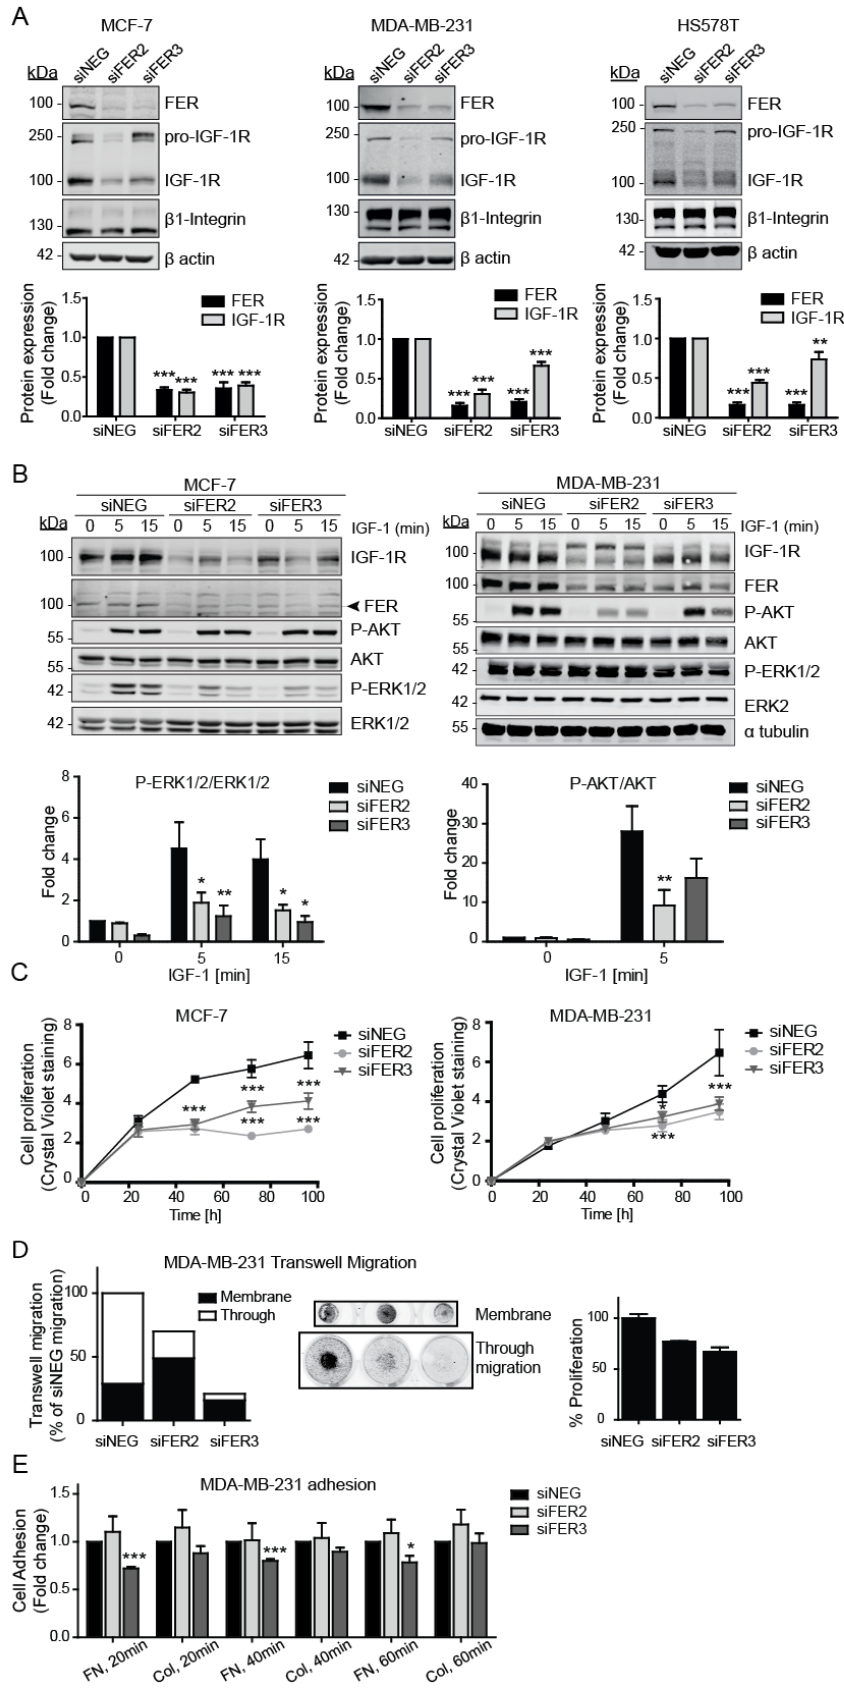 A
MCF-7
MDA-MB-231
HS578T
kDa siNEG siFER2 siFER3
kDa siNEG siFER2 siFER3
kDa siNEG siFER2 siFER3
100 FER
250 pro-IGF-1R
100 IGF-1R
130 β1-Integrin
42 β actin
100 FER
250 pro-IGF-1R
100 IGF-1R
130 β1-Integrin
42 β actin
100 FER
250 pro-IGF-1R
100 IGF-1R
130 β1-Integrin
42 β actin
Protein expression
(Fold change)
1.5
1.0
0.5
0.0
FER
IGF-1R
*** *** *** ***
siNEG siFER2 siFER3
Protein expression
(Fold change)
1.5
1.0
0.5
0.0
FER
IGF-1R
*** *** *** ***
siNEG siFER2 siFER3
Protein expression
(Fold change)
1.5
1.0
0.5
0.0
FER
IGF-1R
*** *** *** **
siNEG siFER2 siFER3
B
MCF-7
siNEG siFER2 siFER3
kDa 0 5 15 0 5 15 0 5 15 IGF-1 (min)
100 IGF-1R
100 FER
55 P-AKT
55 AKT
42 P-ERK1/2
42 ERK1/2
MDA-MB-231
siNEG siFER2 siFER3
kDa 0 5 15 0 5 15 0 5 15 IGF-1 (min)
100 IGF-1R
100 FER
55 P-AKT
55 AKT
42 P-ERK1/2
42 ERK2
55 α tubulin
P-ERK1/2/ERK1/2
Fold change
8
6
4
2
0
siNEG
siFER2
siFER3
* ** * *
0 5 15
IGF-1 [min]
P-AKT/AKT
Fold change
40
30
20
10
0
siNEG
siFER2
siFER3
**
0 5
IGF-1 [min]
C
MCF-7
Cell proliferation
(Crystal Violet staining)
8
6
4
2
0
siNEG
siFER2
siFER3
*** *** ***
*** ***
0 20 40 60 80 100
Time [h]
MDA-MB-231
Cell proliferation
(Crystal Violet staining)
8
6
4
2
0
siNEG
siFER2
siFER3
* ***
***
0 20 40 60 80 100
Time [h]
D
MDA-MB-231 Transwell Migration
Transwell migration
(% of siNEG migration)
100
50
0
Membrane
Through
siNEG siFER2 siFER3
Membrane
Through
migration
% Proliferation
100
50
0
siNEG siFER2 siFER3
E
MDA-MB-231 adhesion
Cell Adhesion
(Fold change)
1.5
1.0
0.5
0.0
siNEG
siFER2
siFER3
*** *** *
FN, 20min Col, 20min FN, 40min Col, 40min FN, 60min Col, 60min